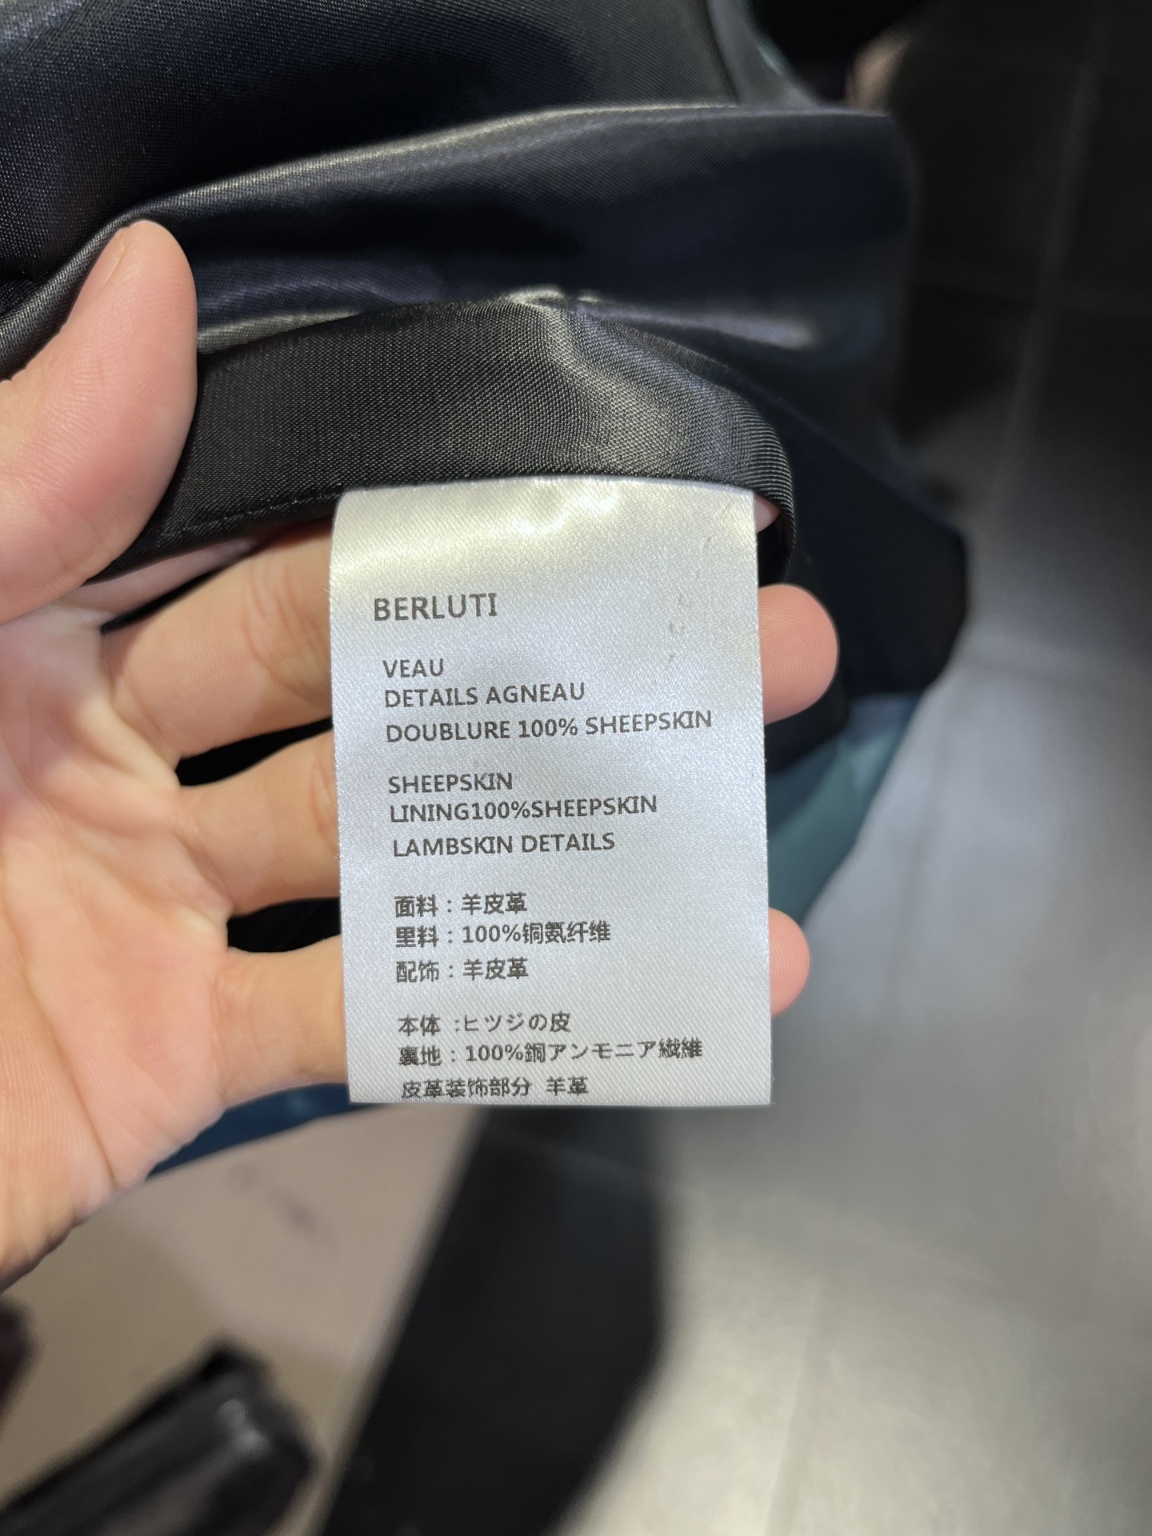 BERLUTI
VEAU
DETAILS AGNEAU
DOUBLURE 100% SHEEPSKIN
SHEEPSKIN
LINING100%SHEEPSKIN
LAMBSKIN DETAILS
面料：羊皮革
里料：100%铜氨纤维
配饰：羊皮革
本体 :ヒツジの皮
裏地：100%銅アンモニア繊維
皮革装饰部分 羊革